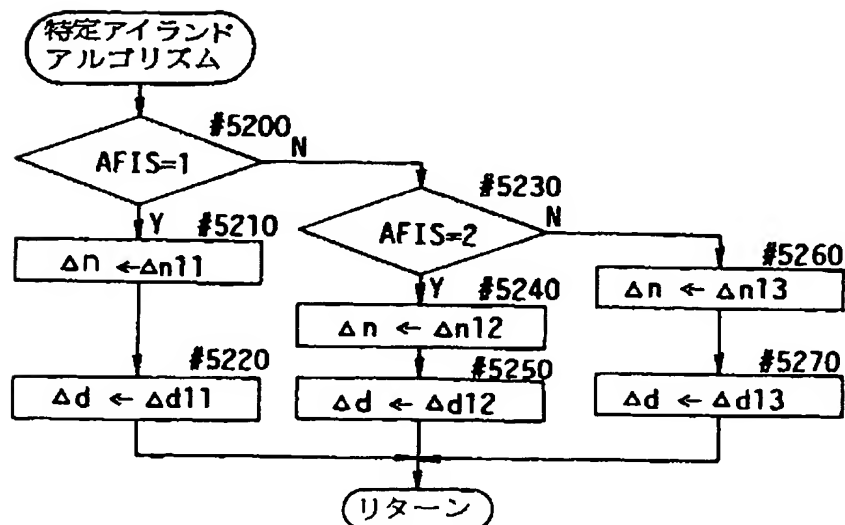 特定アイランド
アルゴリズム
#5200
AFIS=1
N
Y
#5210
Δn ←Δn11
#5220
Δd ← Δd11
#5230
AFIS=2
N
Y
#5240
Δn ← Δn12
#5250
Δd ← Δd12
#5260
Δn ← Δn13
#5270
Δd ← Δd13
リターン